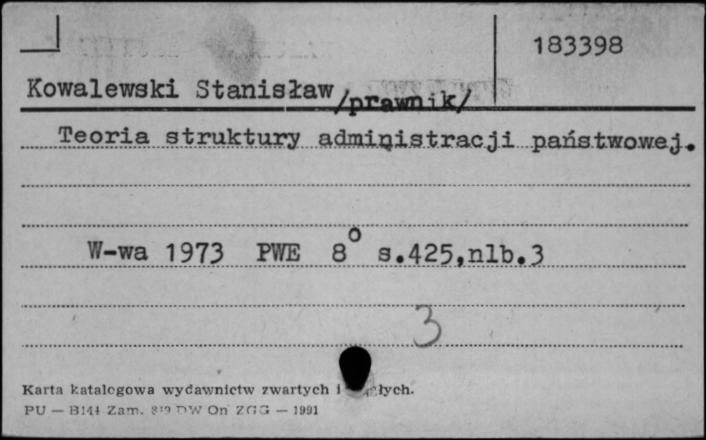 183398
Kowalewski Stanisław /prawnik/
Teoria struktury administracji państwowej.
W-wa 1973 PWE 8° s.425,nlb.3
3
Karta katalogowa wydawnictw zwartych i
PU — B144 Zam. DW On ZGG — 1991